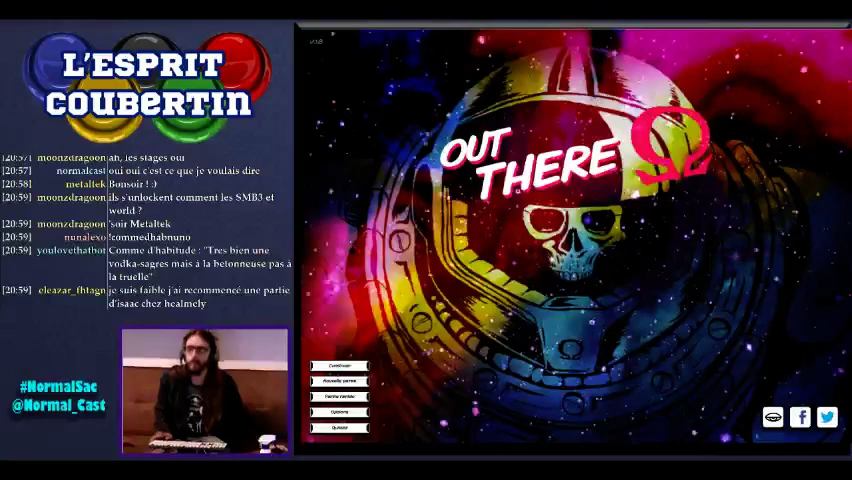 L'ESPRIT
COUBERTIN
[20:57] moonzdragoon ah, les stages oui
[20:57] normalcast oui oui c'est ce que je voulais dire
[20:58] metaltek Bonsoir ! :)
[20:59] moonzdragoon ils s'unlockent comment les SMB3 et
world ?
[20:59] moonzdragoon 'soir Metaltek
[20:59] nunalexo !commedhabnuno
[20:59] youlovethatbot Comme d'habitude : "Tres bien une
vodka-sagres mais à la betonneuse pas à
la truelle"
[20:59] eleazar_fhtagn je suis faible j'ai recommencé une partie
d'isaac chez healmely
#NormalSac
@Normal_Cast
OUT
THERE Ω
Continuer
Nouvelle partie
Partie rapide
Options
Quitter